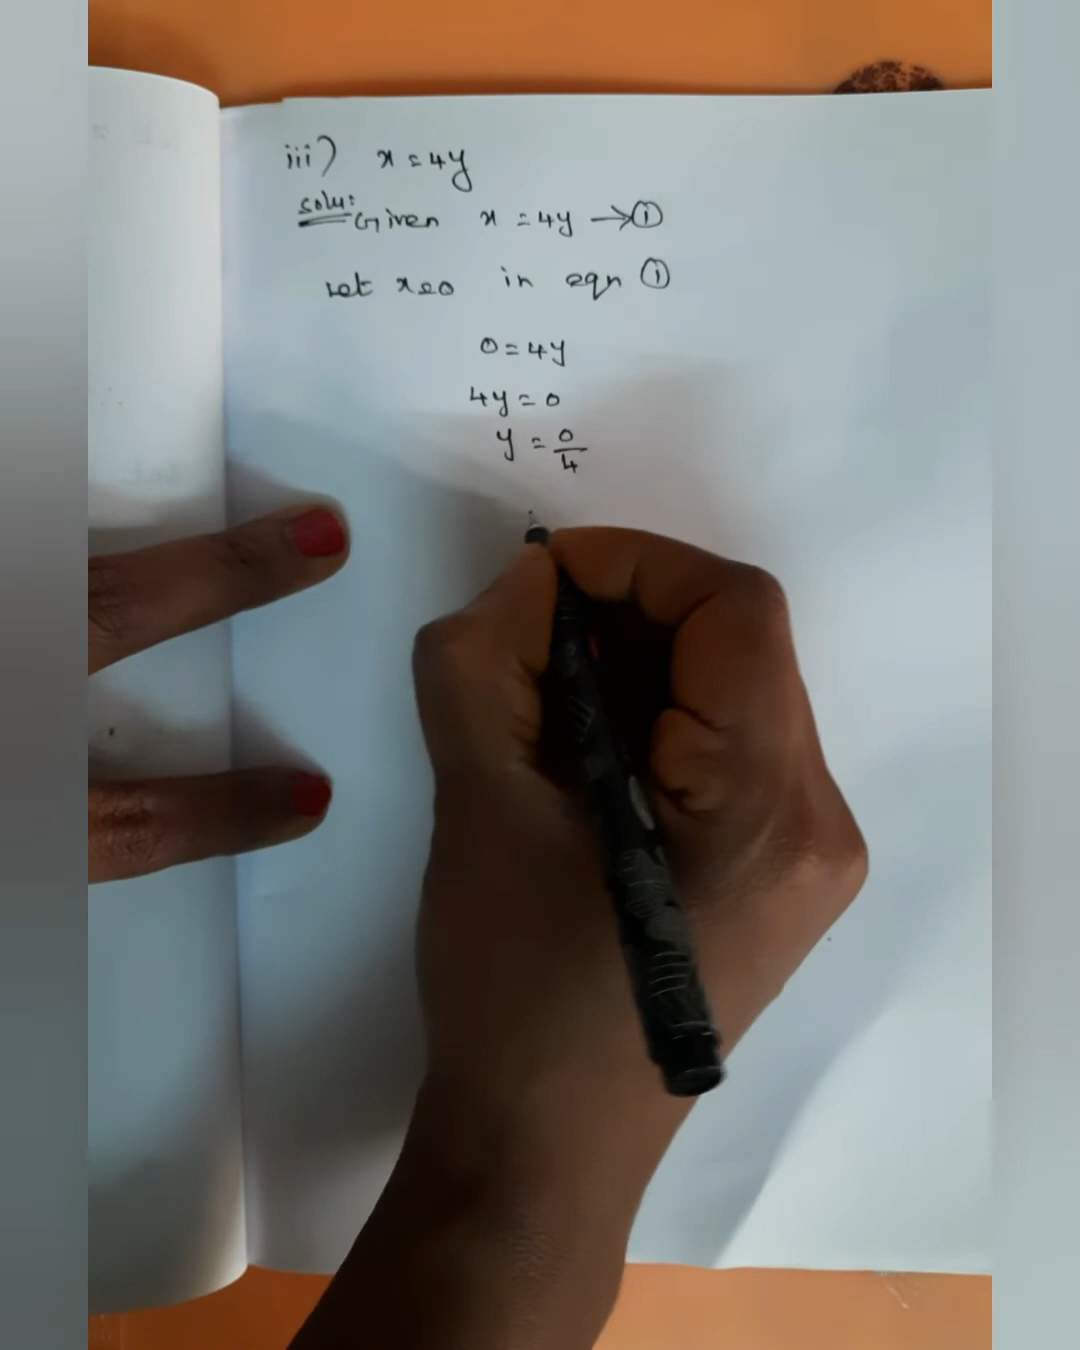 iii) x = 4y
Solu:
Given x = 4y → ①
Let x = 0 in eqn ①
0 = 4y
4y = 0
y = 0/4